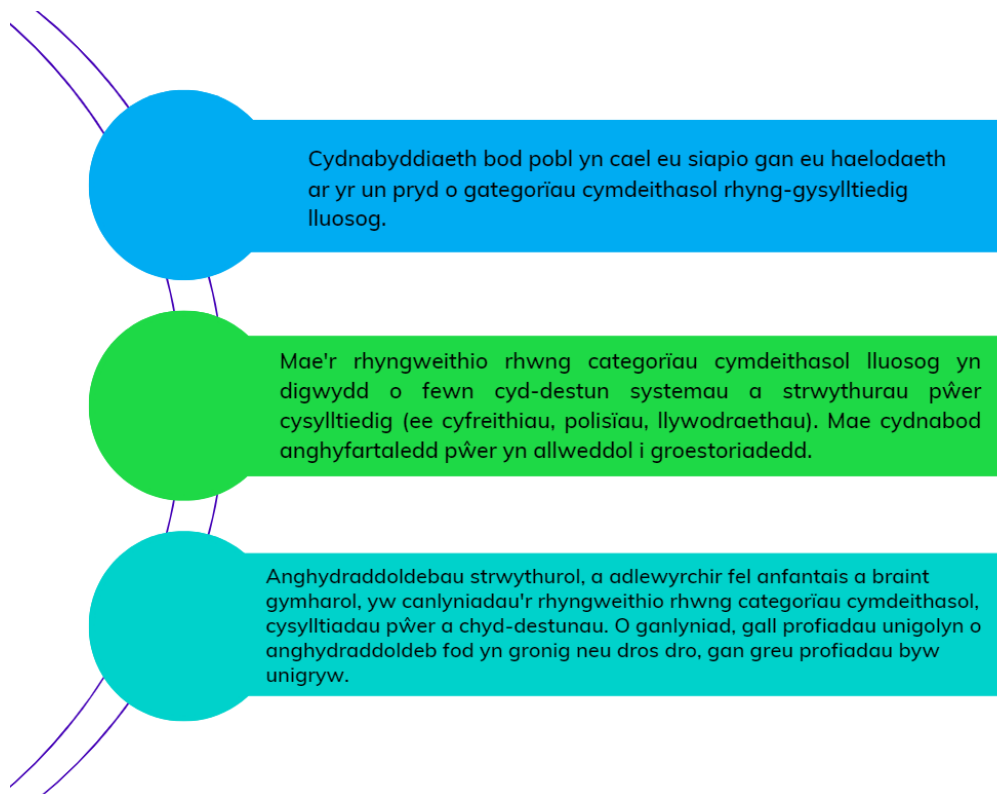 Cydnabyddiaeth bod pobl yn cael eu siapio gan eu haelodaeth
ar yr un pryd o gategorïau cymdeithasol rhyng-gysylltiedig
lluosog.
Mae'r rhyngweithio rhwng categorïau cymdeithasol lluosog yn
digwydd o fewn cyd-destun systemau a strwythurau pŵer
cysylltiedig (ee cyfreithiau, polisïau, llywodraethau). Mae cydnabod
anghyfartaledd pŵer yn allweddol i groestoriadedd.
Anghydraddoldebau strwythurol, a adlewyrchir fel anfantais a braint
gymharol, yw canlyniadau'r rhyngweithio rhwng categorïau cymdeithasol,
cysylltiadau pŵer a chyd-destunau. O ganlyniad, gall profiadau unigolyn o
anghydraddoldeb fod yn gronig neu dros dro, gan greu profiadau byw
unigryw.